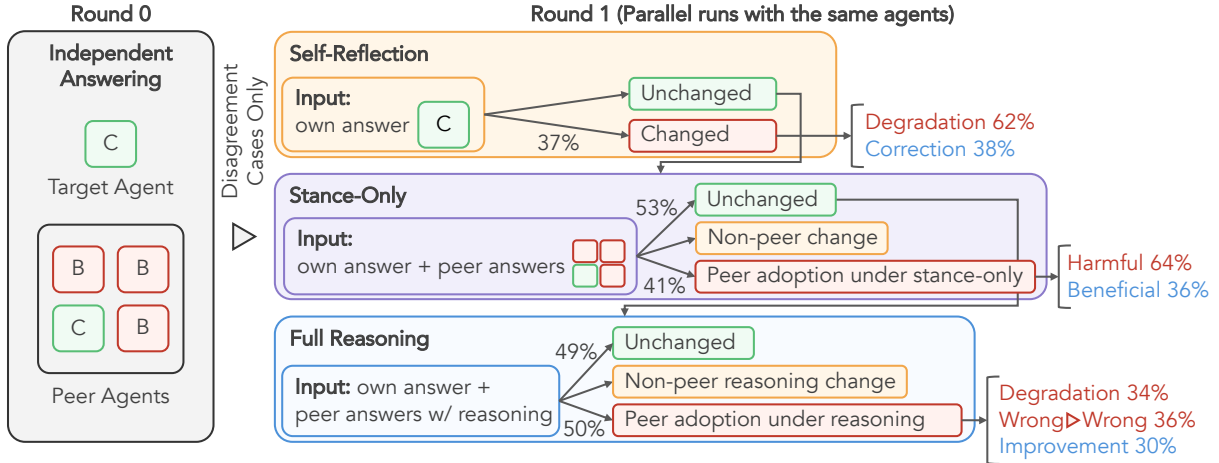 Round 0
Round 1 (Parallel runs with the same agents)
Independent
Answering
C
Target Agent
B
B
C
B
Peer Agents
Disagreement
Cases Only
Self-Reflection
Input:
own answer
C
37%
Unchanged
Changed
Degradation 62%
Correction 38%
Stance-Only
Input:
own answer + peer answers
53%
41%
Unchanged
Non-peer change
Peer adoption under stance-only
Harmful 64%
Beneficial 36%
Full Reasoning
Input: own answer +
peer answers w/ reasoning
49%
50%
Unchanged
Non-peer reasoning change
Peer adoption under reasoning
Degradation 34%
Wrong▷Wrong 36%
Improvement 30%